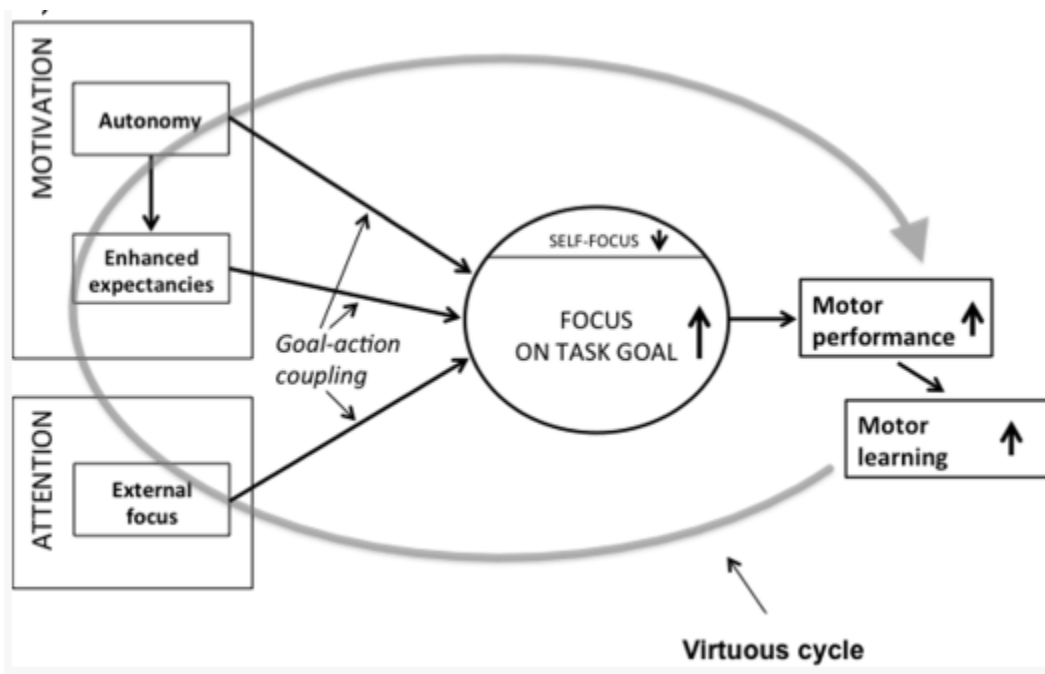 MOTIVATION
Autonomy
Enhanced
expectancies
Goal-action
coupling
ATTENTION
External
focus
SELF-FOCUS
FOCUS
ON TASK GOAL
Motor
performance
Motor
learning
Virtuous cycle